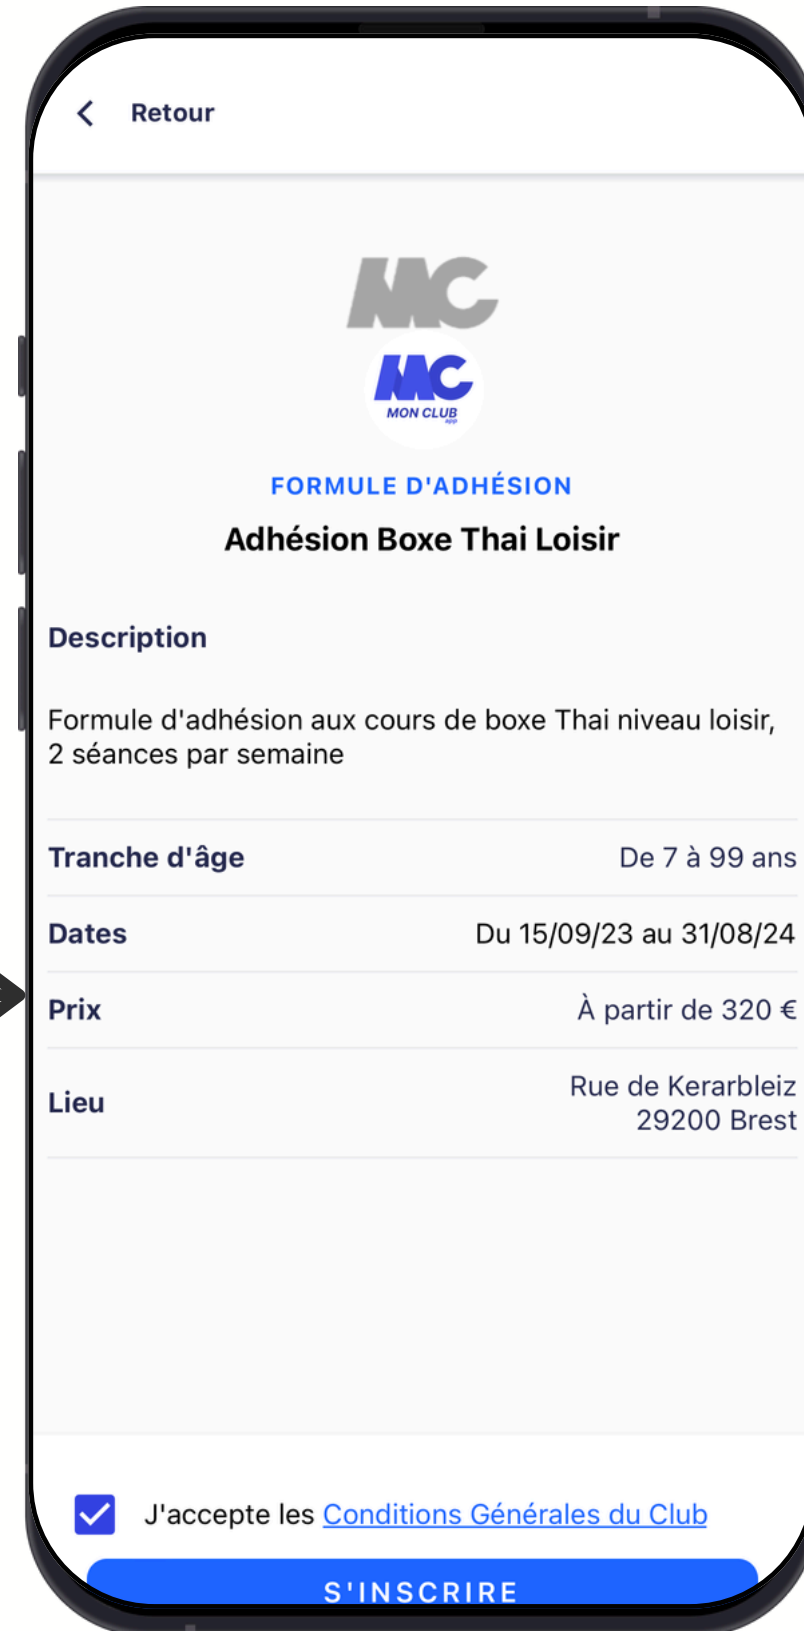 Retour
MC
MC
MON CLUB
app
FORMULE D'ADHÉSION
Adhésion Boxe Thai Loisir
Description
Formule d'adhésion aux cours de boxe Thai niveau loisir,
2 séances par semaine
Tranche d'âge De 7 à 99 ans
Dates Du 15/09/23 au 31/08/24
Prix À partir de 320 €
Lieu Rue de Kerarbleiz
29200 Brest
J'accepte les Conditions Générales du Club
S'INSCRIRE